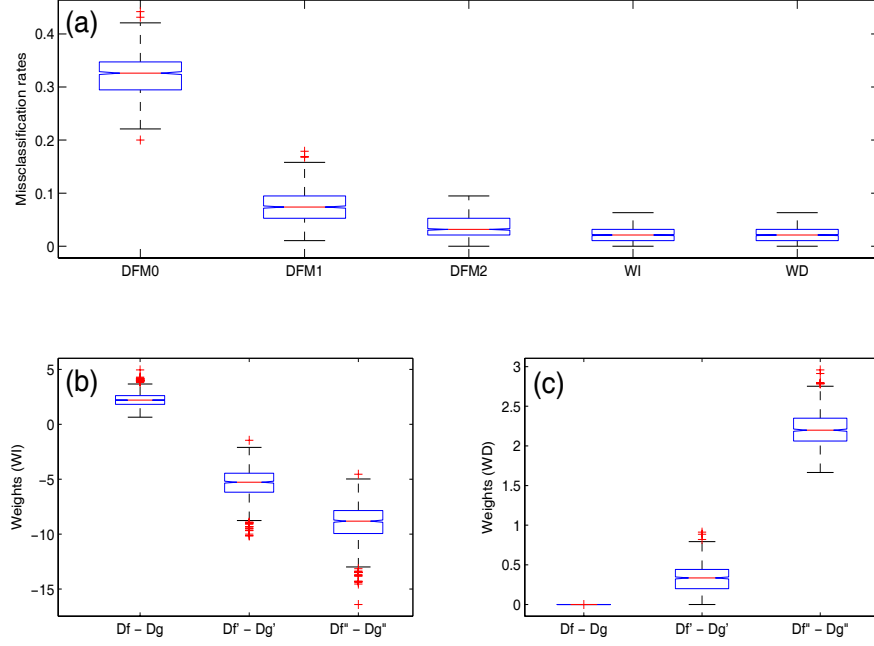 (a)
Missclassification rates
0.4
0.3
0.2
0.1
0
DFM0 DFM1 DFM2 WI WD
(b)
Weights (WI)
5
0
−5
−10
−15
Df − Dg Df' − Dg' Df'' − Dg''
(c)
Weights (WD)
3
2.5
2
1.5
1
0.5
0
Df − Dg Df' − Dg' Df'' − Dg''